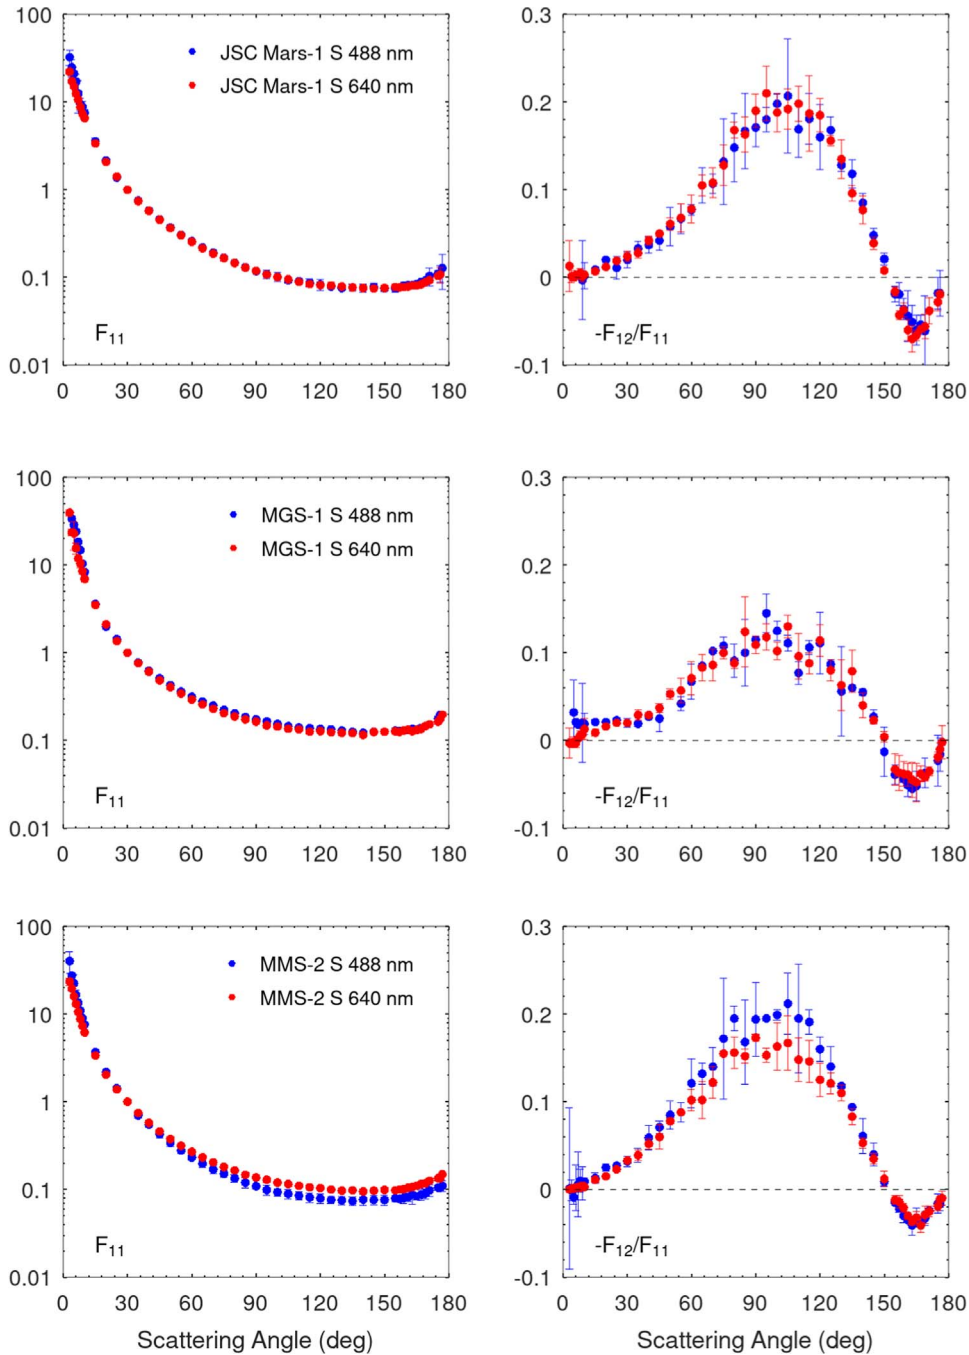 100
10
1
0.1
0.01
JSC Mars-1 S 488 nm
JSC Mars-1 S 640 nm
F11
0 30 60 90 120 150 180
0.3
0.2
0.1
0
-0.1
-F12/F11
0 30 60 90 120 150 180
100
10
1
0.1
0.01
MGS-1 S 488 nm
MGS-1 S 640 nm
F11
0 30 60 90 120 150 180
0.3
0.2
0.1
0
-0.1
-F12/F11
0 30 60 90 120 150 180
100
10
1
0.1
0.01
MMS-2 S 488 nm
MMS-2 S 640 nm
F11
0 30 60 90 120 150 180
Scattering Angle (deg)
0.3
0.2
0.1
0
-0.1
-F12/F11
0 30 60 90 120 150 180
Scattering Angle (deg)